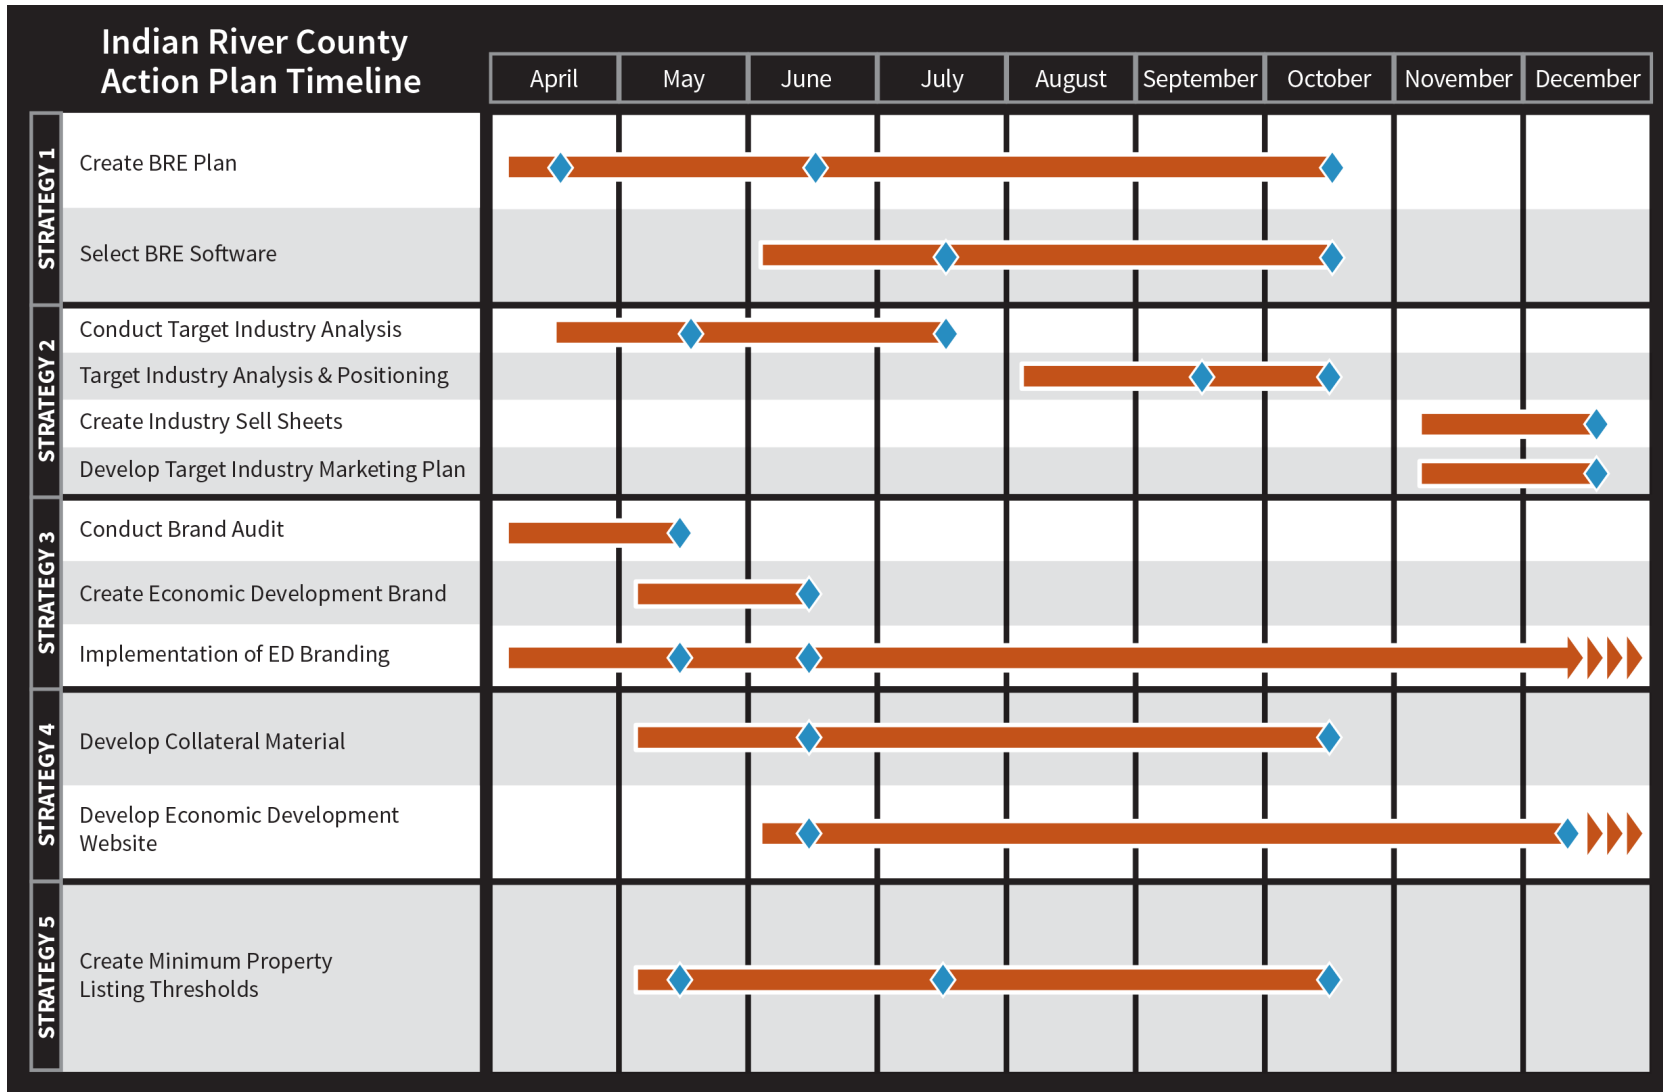 Indian River County
Action Plan Timeline
April
May
June
July
August
September
October
November
December
STRATEGY 1
Create BRE Plan
Select BRE Software
STRATEGY 2
Conduct Target Industry Analysis
Target Industry Analysis & Positioning
Create Industry Sell Sheets
Develop Target Industry Marketing Plan
STRATEGY 3
Conduct Brand Audit
Create Economic Development Brand
Implementation of ED Branding
STRATEGY 4
Develop Collateral Material
Develop Economic Development
Website
STRATEGY 5
Create Minimum Property
Listing Thresholds